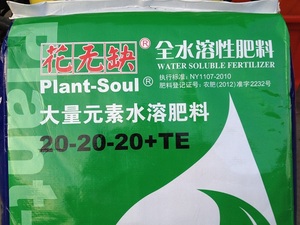 花无缺®
Plant-Soul®
全水溶性肥料
WATER SOLUBLE FERTILIZER
执行标准: NY1107-2010
肥料登记证号: 农肥(2012)准字2232号
大量元素水溶肥料
20-20-20+TE
Plant-